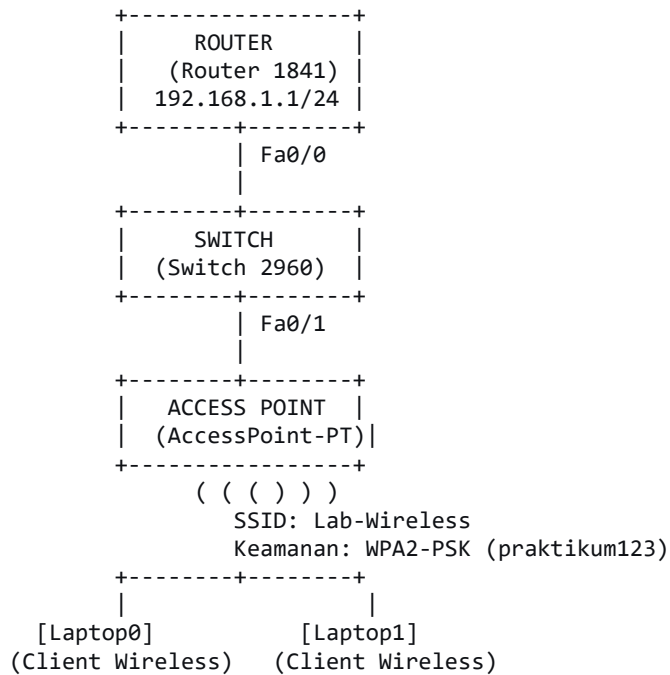 ROUTER
(Router 1841)
192.168.1.1/24
Fa0/0
SWITCH
(Switch 2960)
Fa0/1
ACCESS POINT
(AccessPoint-PT)
( ( ( ) ) )
SSID: Lab-Wireless
Keamanan: WPA2-PSK (praktikum123)
[Laptop0] [Laptop1]
(Client Wireless) (Client Wireless)